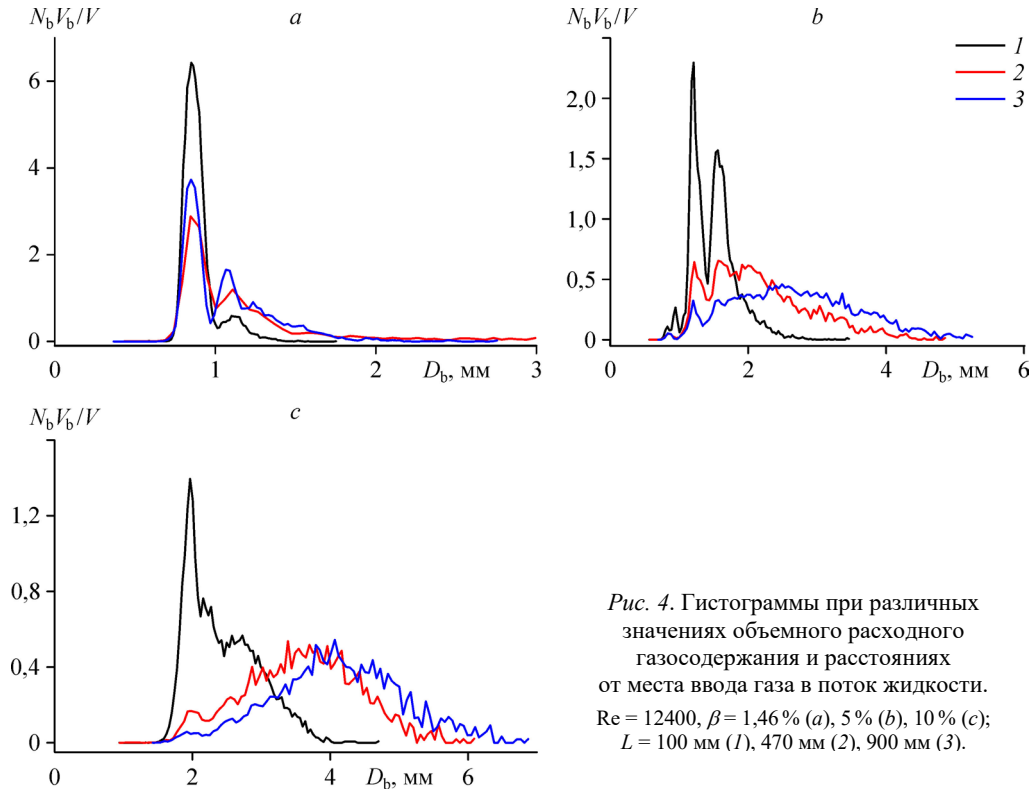 N_bV_b/V
a
6
4
2
0
0
1
2
D_b, мм
3
N_bV_b/V
b
1
2
3
2,0
1,5
1,0
0,5
0
0
2
4
D_b, мм
6
N_bV_b/V
c
1,2
0,8
0,4
0
0
2
4
D_b, мм
6
Рис. 4. Гистограммы при различных
значениях объемного расходного
газосодержания и расстояниях
от места ввода газа в поток жидкости.
Re = 12400, β = 1,46 % (a), 5 % (b), 10 % (c);
L = 100 мм (1), 470 мм (2), 900 мм (3).